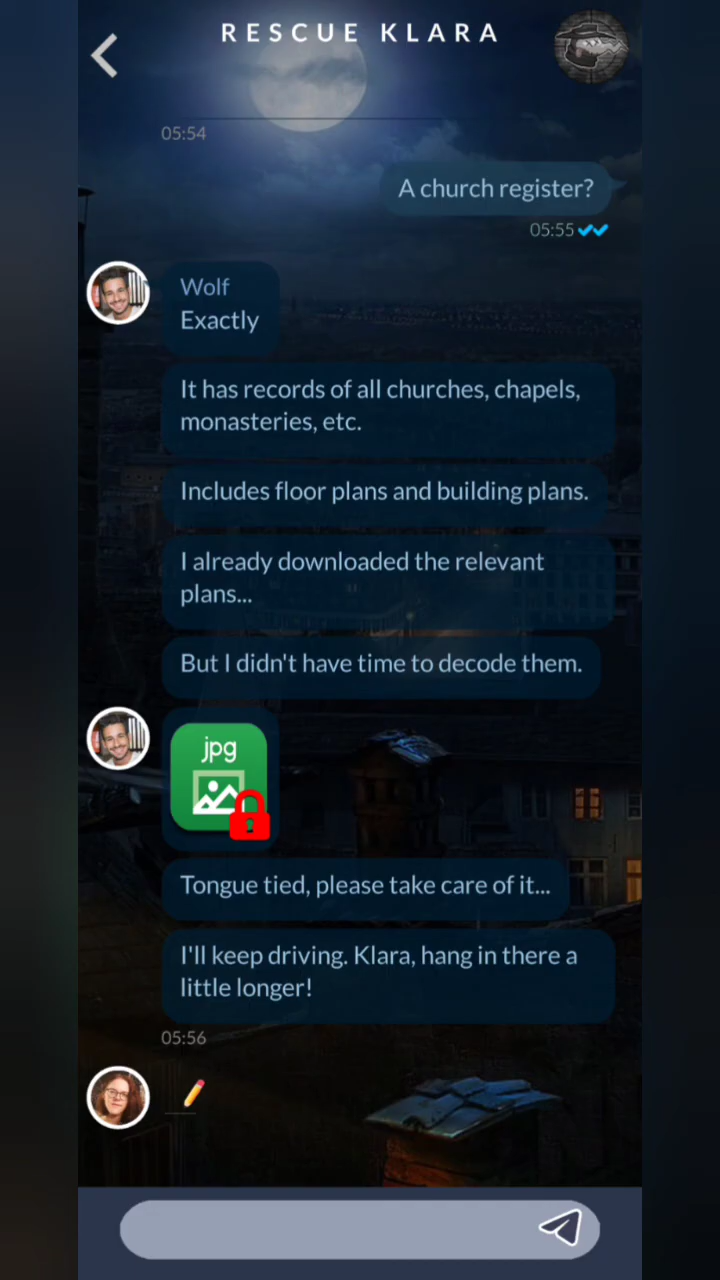 RESCUE KLARA
05:54
A church register?
05:55
Wolf
Exactly
It has records of all churches, chapels,
monasteries, etc.
Includes floor plans and building plans.
I already downloaded the relevant
plans...
But I didn't have time to decode them.
jpg
Tongue tied, please take care of it...
I'll keep driving. Klara, hang in there a
little longer!
05:56